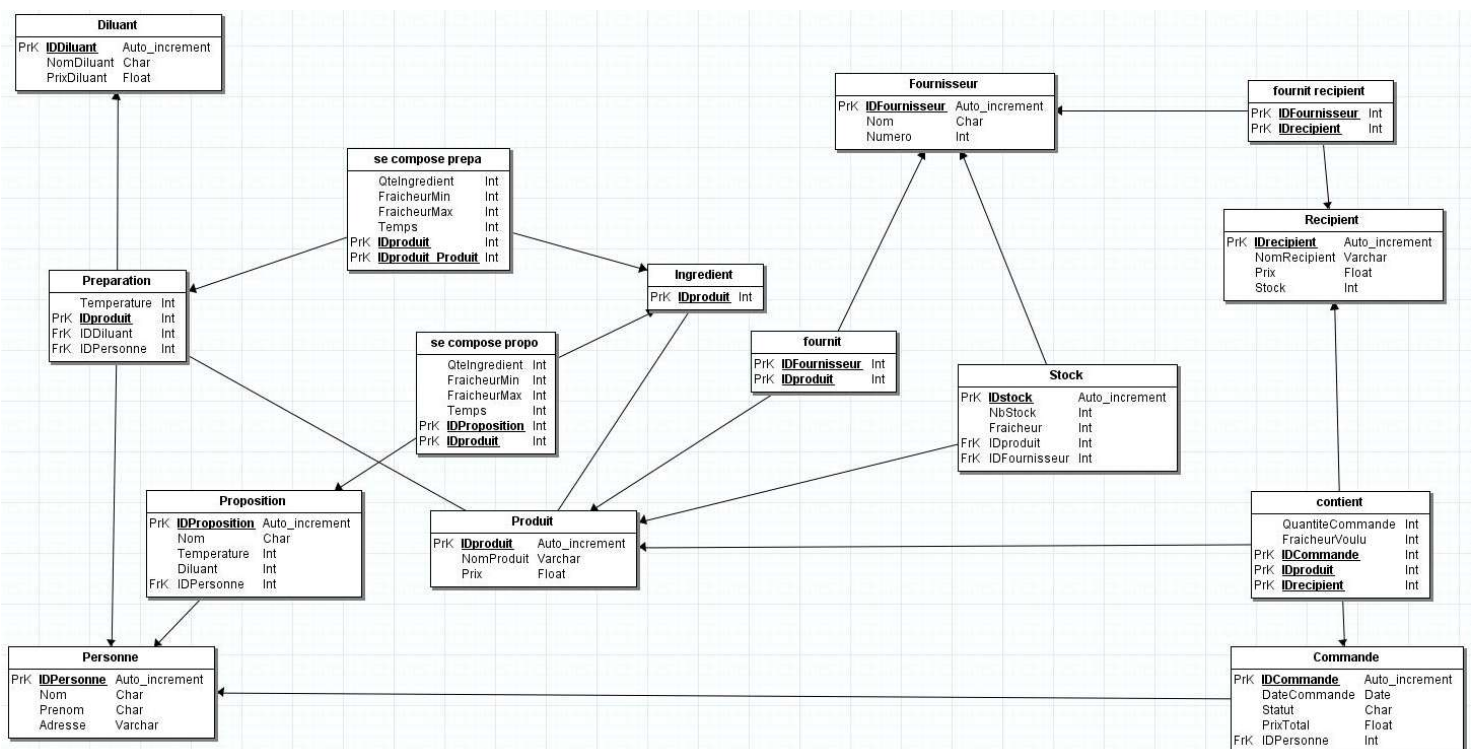 Diluant
PrK IDDiluant Auto_increment
NomDiluant Char
PrixDiluant Float
Fournisseur
PrK IDFournisseur Auto_increment
Nom Char
Numero Int
fournit recipient
PrK IDFournisseur Int
PrK IDrecipient Int
se compose prepa
QteIngredient Int
FraicheurMin Int
FraicheurMax Int
Temps Int
PrK IDproduit Int
PrK IDproduit_Produit Int
Recipient
PrK IDrecipient Auto_increment
NomRecipient Varchar
Prix Float
Stock Int
Preparation
Temperature Int
PrK IDproduit Int
FrK IDDiluant Int
FrK IDPersonne Int
Ingredient
PrK IDproduit Int
se compose propo
QteIngredient Int
FraicheurMin Int
FraicheurMax Int
Temps Int
PrK IDProposition Int
PrK IDproduit Int
fournit
PrK IDFournisseur Int
PrK IDproduit Int
Stock
PrK IDstock Auto_increment
NbStock Int
Fraicheur Int
FrK IDproduit Int
FrK IDFournisseur Int
Proposition
PrK IDProposition Auto_increment
Nom Char
Temperature Int
Diluant Int
FrK IDPersonne Int
Produit
PrK IDproduit Auto_increment
NomProduit Varchar
Prix Float
contient
QuantiteCommande Int
FraicheurVoulu Int
PrK IDCommande Int
PrK IDproduit Int
PrK IDrecipient Int
Personne
PrK IDPersonne Auto_increment
Nom Char
Prenom Char
Adresse Varchar
Commande
PrK IDCommande Auto_increment
DateCommande Date
Statut Char
PrixTotal Float
FrK IDPersonne Int